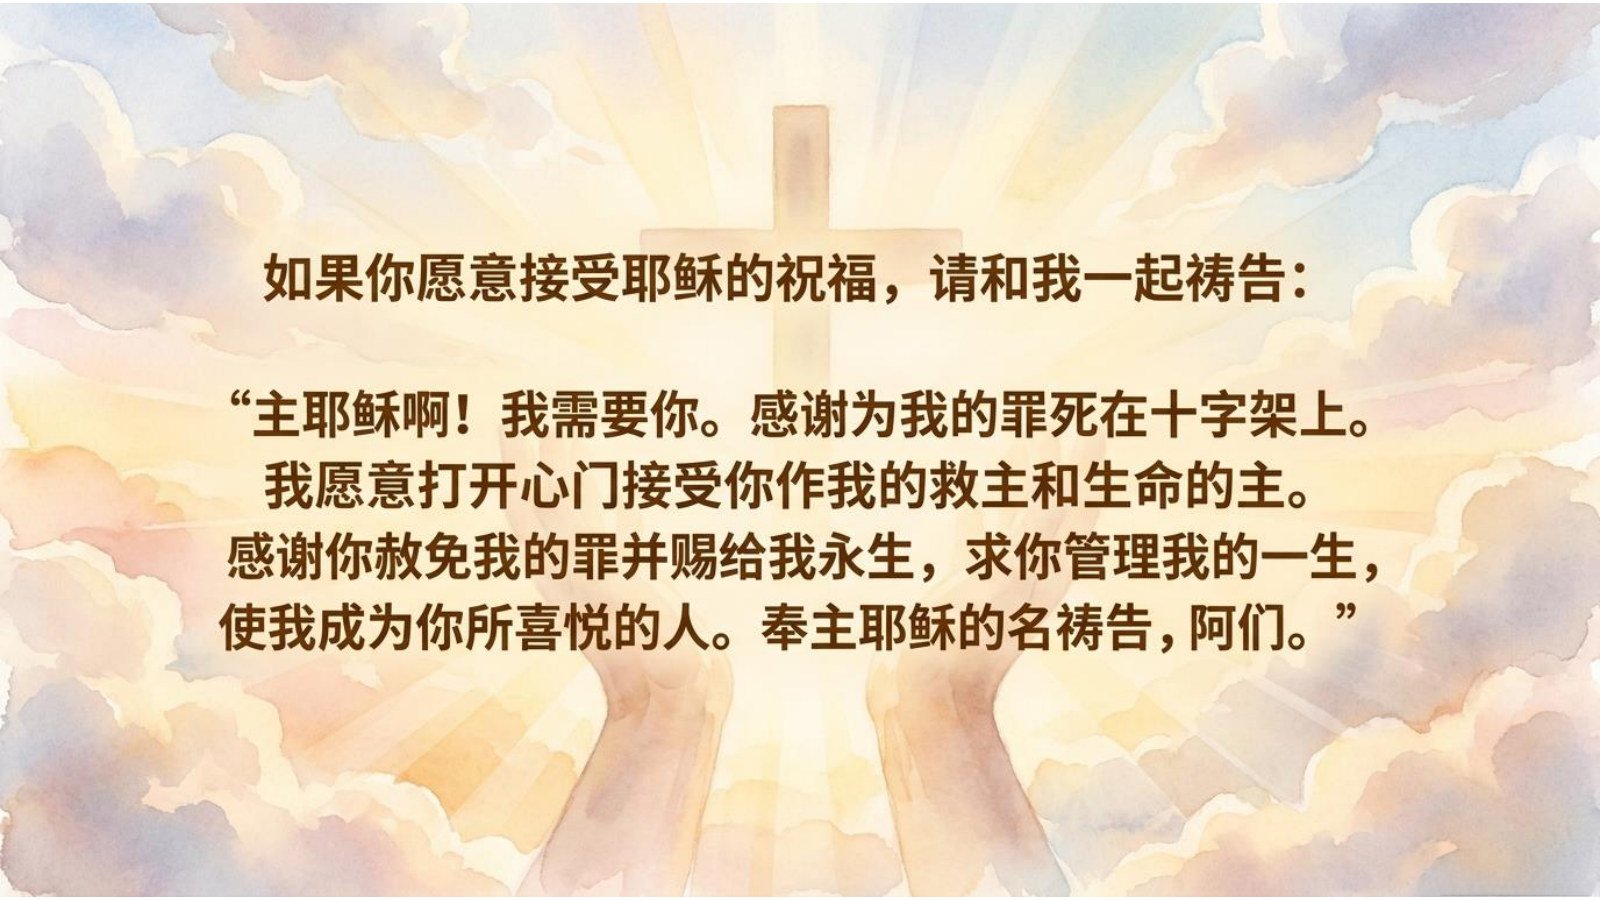 如果你愿意接受耶稣的祝福，请和我一起祷告：
“主耶稣啊！我需要你。感谢为我的罪死在十字架上。
我愿意打开心门接受你作我的救主和生命的主。
感谢你赦免我的罪并赐给我永生，求你管理我的一生，
使我成为你所喜悦的人。奉主耶稣的名祷告，阿们。”